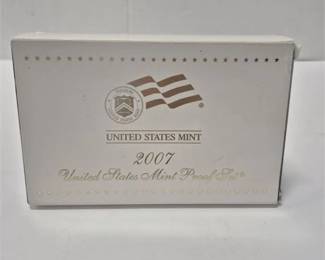 UNITED STATES MINT
2007
United States Mint Proof Set®